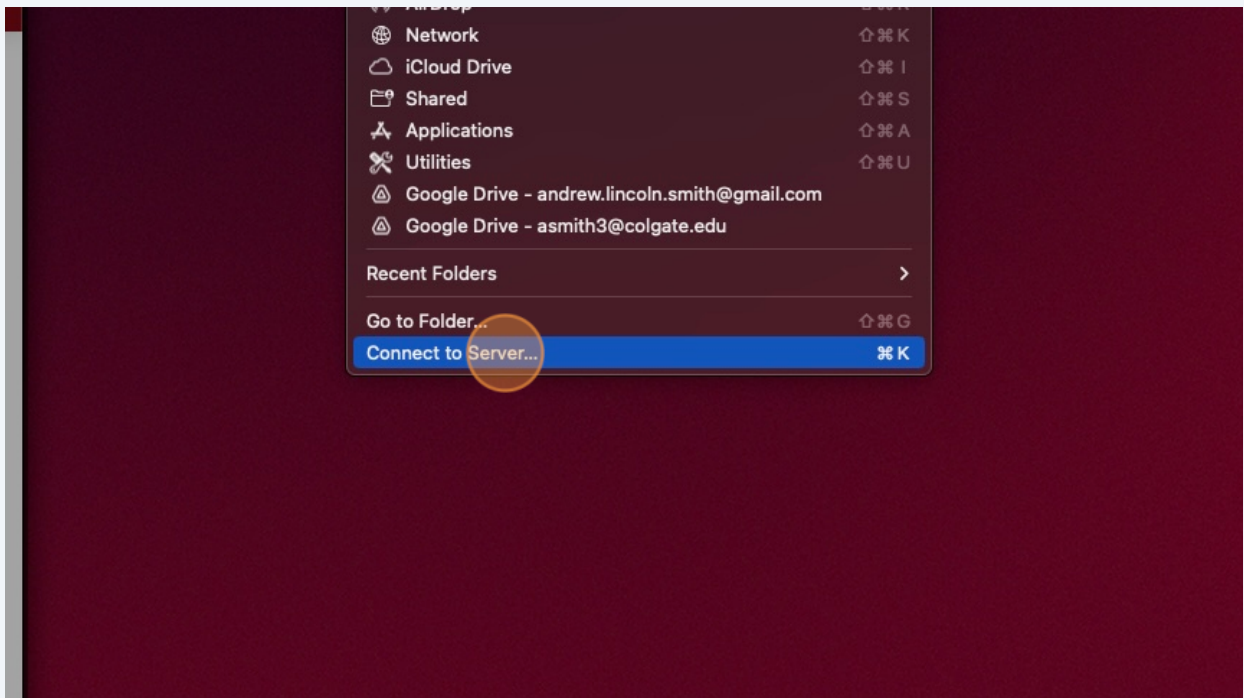 AirDrop
Network ⇧⌘K
iCloud Drive ⇧⌘I
Shared ⇧⌘S
Applications ⇧⌘A
Utilities ⇧⌘U
Google Drive - andrew.lincoln.smith@gmail.com
Google Drive - asmith3@colgate.edu
Recent Folders
Go to Folder... ⇧⌘G
Connect to Server... ⌘K